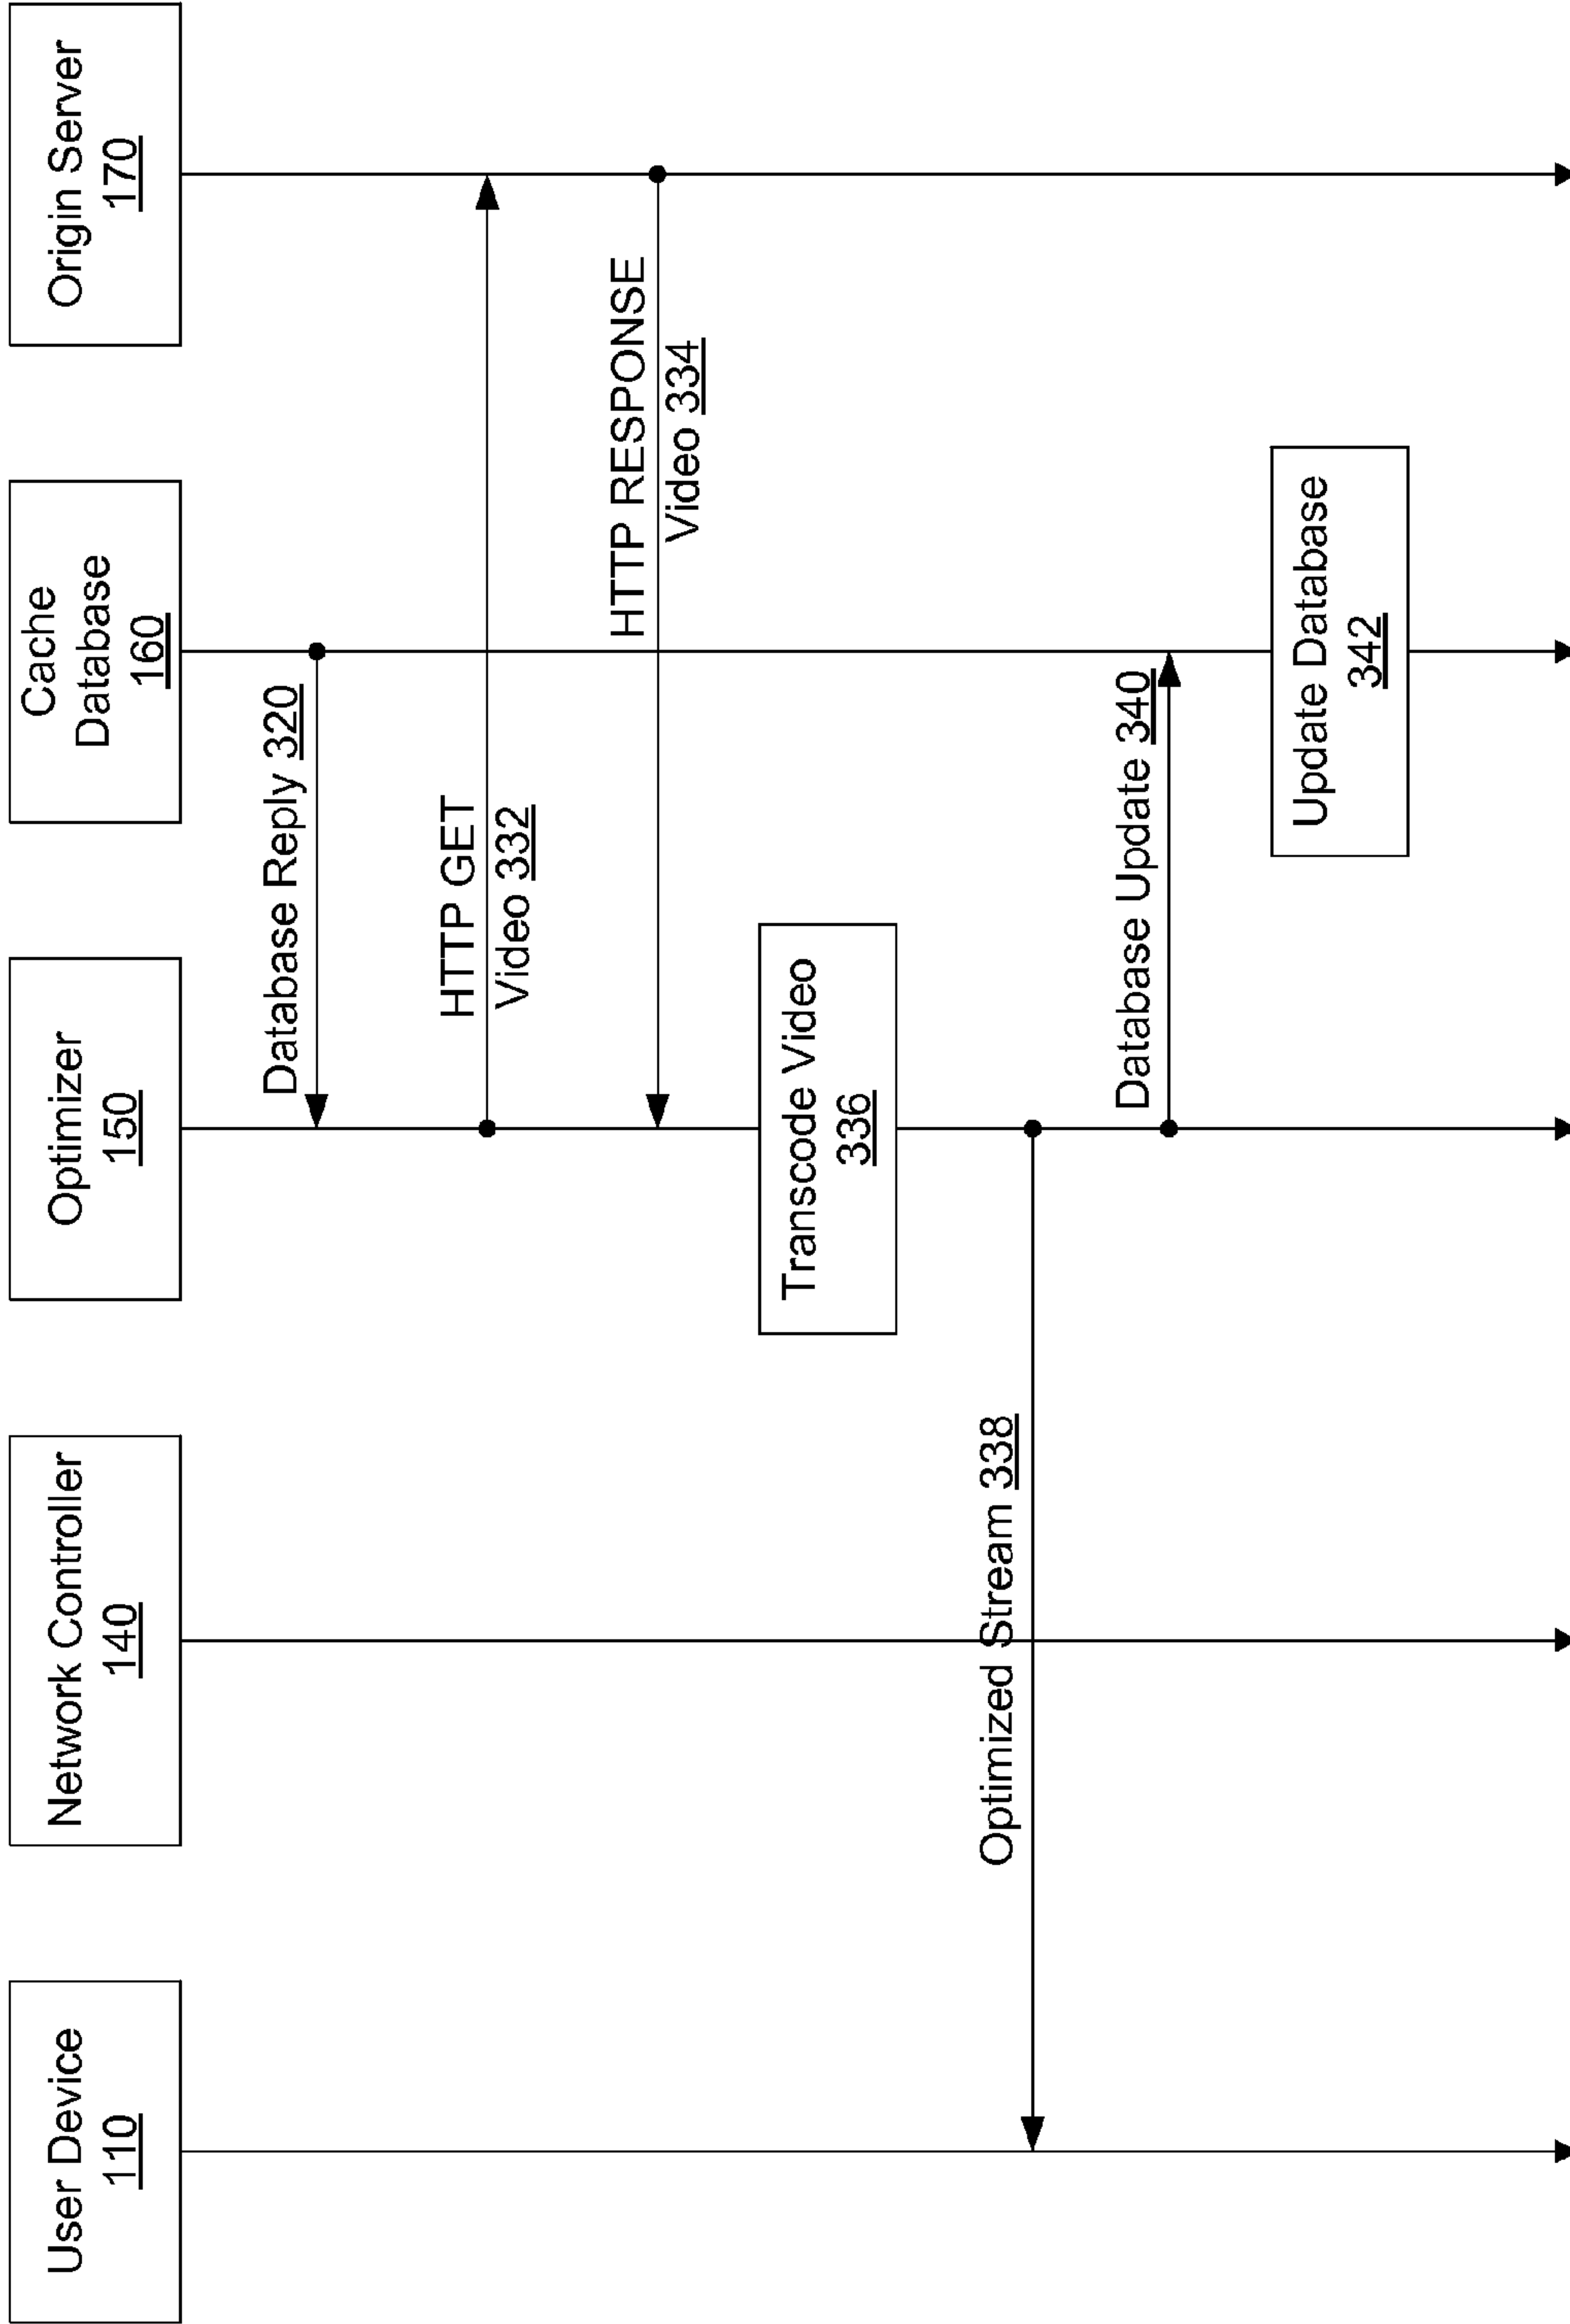 User Device
110
Network Controller
140
Optimizer
150
Cache
Database
160
Origin Server
170
Database Reply 320
HTTP GET
Video 332
HTTP RESPONSE
Video 334
Transcode Video
336
Optimized Stream 338
Database Update 340
Update Database
342